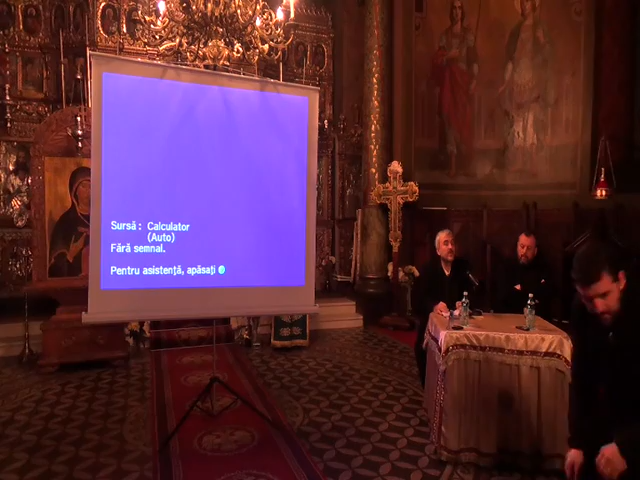 Sursă : Calculator
(Auto)
Fără semnal.
Pentru asistență, apăsați